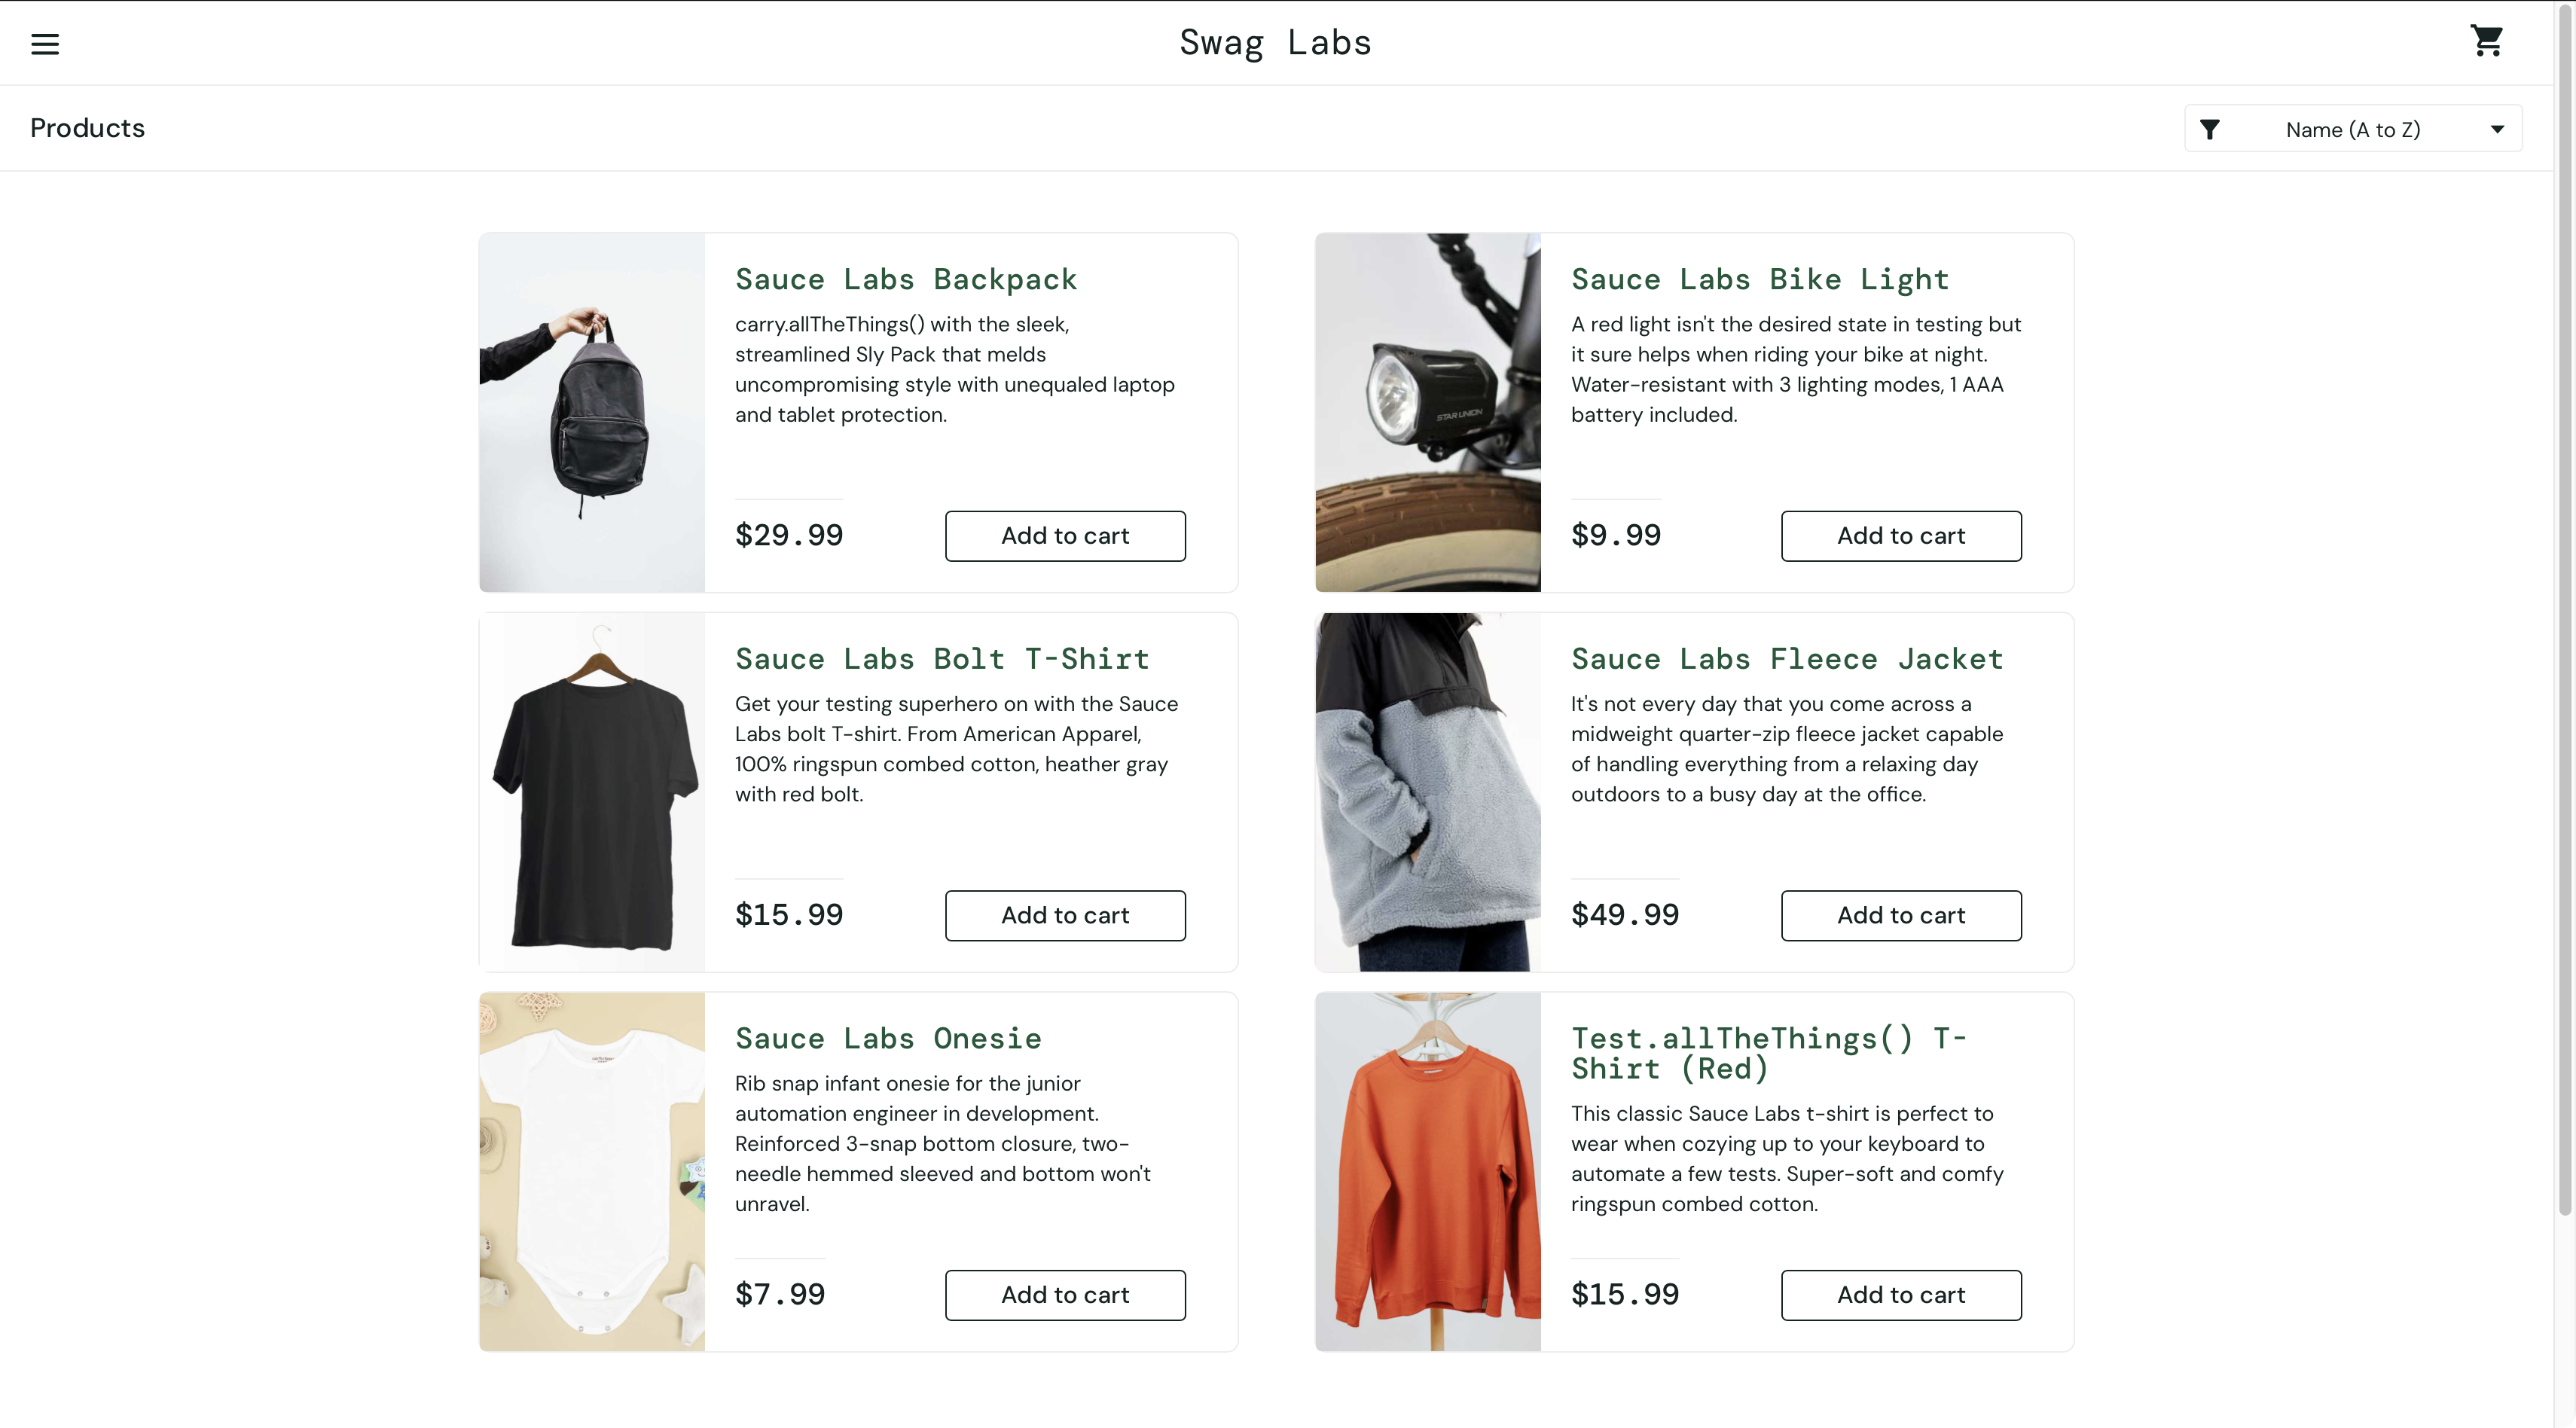 Swag Labs
Products
Name (A to Z)
Sauce Labs Backpack
carry.allTheThings() with the sleek,
streamlined Sly Pack that melds
uncompromising style with unequaled laptop
and tablet protection.
$29.99
Add to cart
Sauce Labs Bike Light
A red light isn't the desired state in testing but
it sure helps when riding your bike at night.
Water-resistant with 3 lighting modes, 1 AAA
battery included.
STAR UNION
$9.99
Add to cart
Sauce Labs Bolt T-Shirt
Get your testing superhero on with the Sauce
Labs bolt T-shirt. From American Apparel,
100% ringspun combed cotton, heather gray
with red bolt.
$15.99
Add to cart
Sauce Labs Fleece Jacket
It's not every day that you come across a
midweight quarter-zip fleece jacket capable
of handling everything from a relaxing day
outdoors to a busy day at the office.
$49.99
Add to cart
Sauce Labs Onesie
Rib snap infant onesie for the junior
automation engineer in development.
Reinforced 3-snap bottom closure, two-
needle hemmed sleeved and bottom won't
unravel.
$7.99
Add to cart
Test.allTheThings() T-
Shirt (Red)
This classic Sauce Labs t-shirt is perfect to
wear when cozying up to your keyboard to
automate a few tests. Super-soft and comfy
ringspun combed cotton.
$15.99
Add to cart